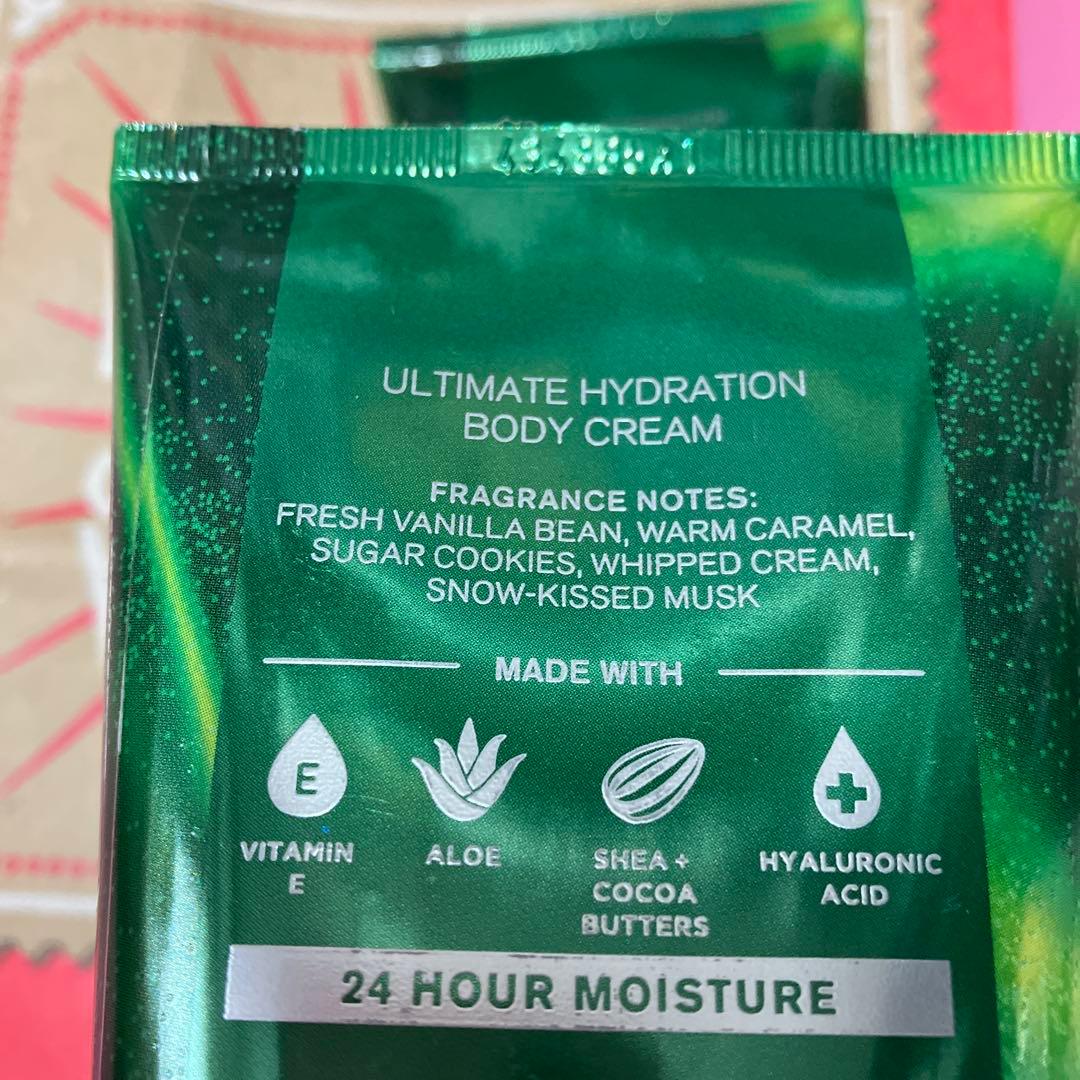 ULTIMATE HYDRATION
BODY CREAM
FRAGRANCE NOTES:
FRESH VANILLA BEAN, WARM CARAMEL,
SUGAR COOKIES, WHIPPED CREAM,
SNOW-KISSED MUSK
MADE WITH
E
VITAMIN
E
ALOE
SHEA +
COCOA
BUTTERS
HYALURONIC
ACID
24 HOUR MOISTURE